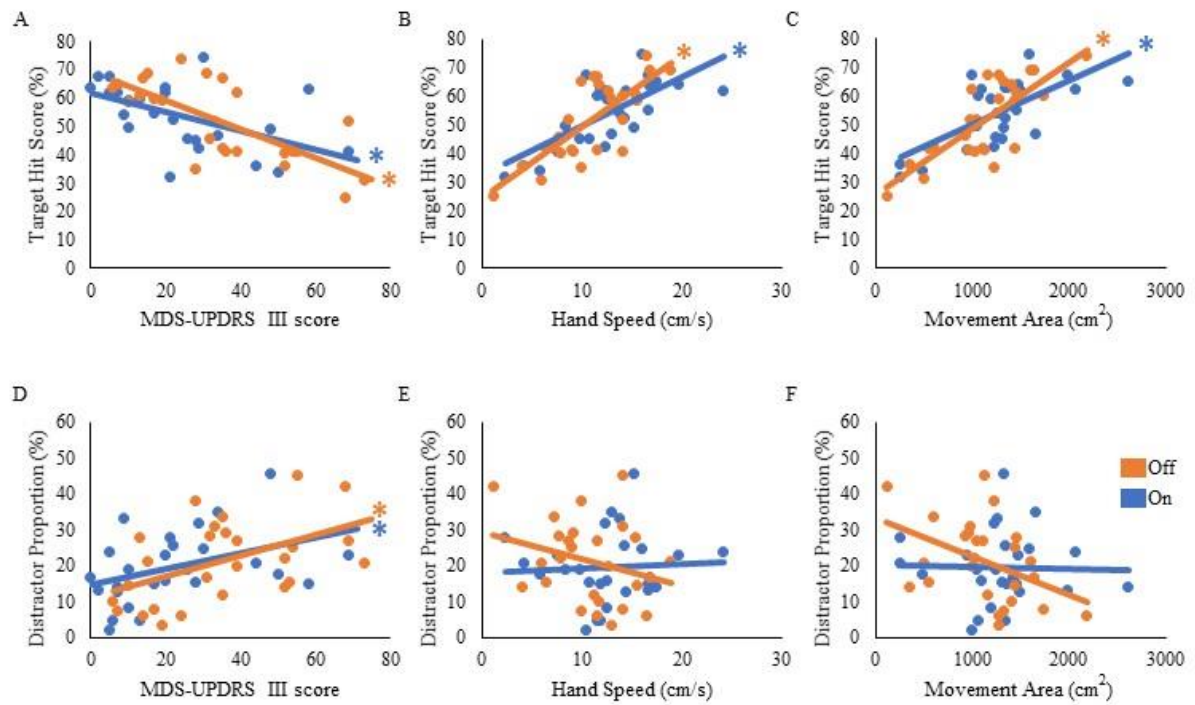 A
B
C
Target Hit Score (%)
80
70
60
50
40
30
20
10
0
0 20 40 60 80
MDS-UPDRS III score
*
*
Target Hit Score (%)
80
70
60
50
40
30
20
10
0
0 10 20 30
Hand Speed (cm/s)
*
*
Target Hit Score (%)
80
70
60
50
40
30
20
10
0
0 1000 2000 3000
Movement Area (cm²)
*
*
D
E
F
Distractor Proportion (%)
60
50
40
30
20
10
0
0 20 40 60 80
MDS-UPDRS III score
*
*
Distractor Proportion (%)
60
50
40
30
20
10
0
0 10 20 30
Hand Speed (cm/s)
Distractor Proportion (%)
60
50
40
30
20
10
0
0 1000 2000 3000
Movement Area (cm²)
Off
On